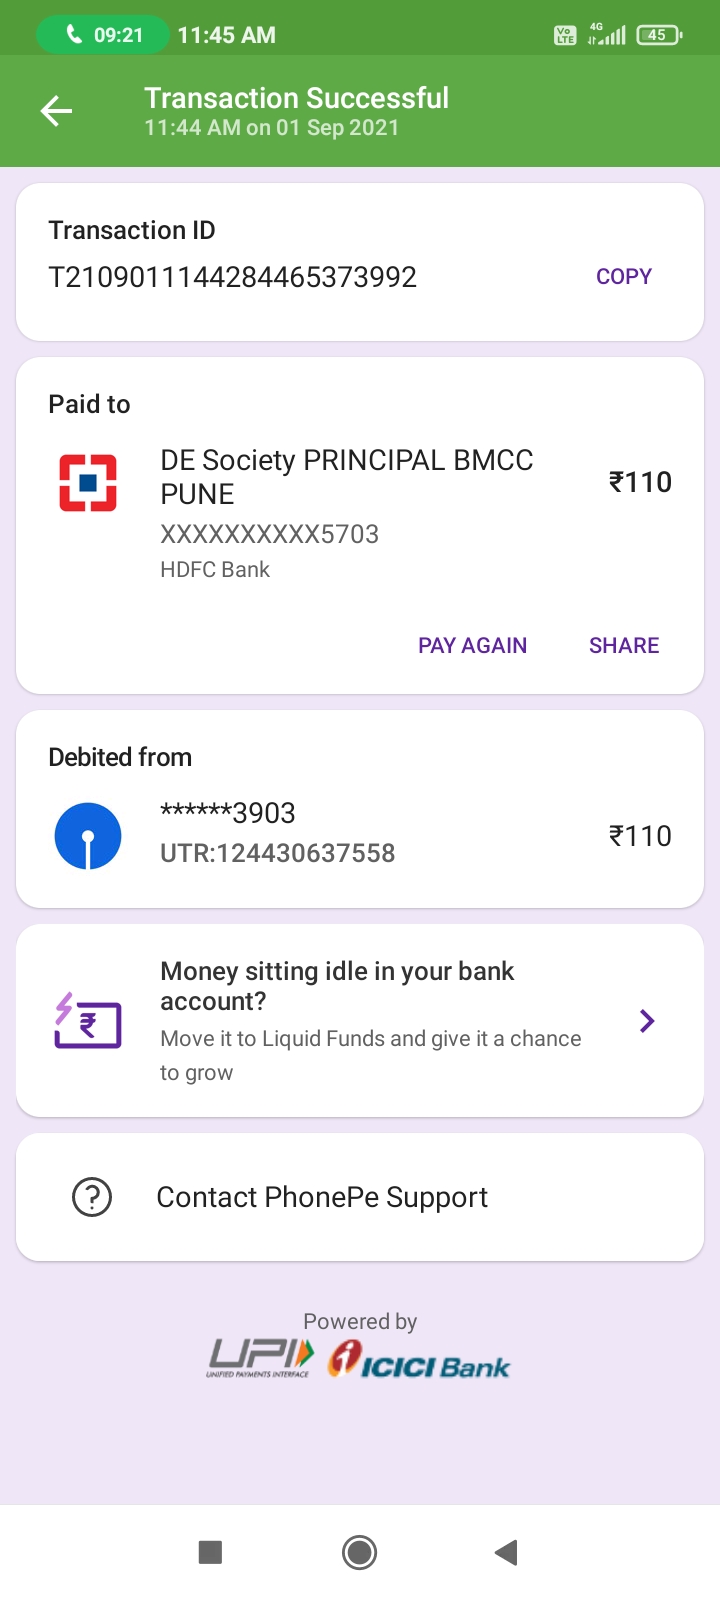 09:21 11:45 AM Vo LTE 4G 45
Transaction Successful
11:44 AM on 01 Sep 2021
Transaction ID
T2109011144284465373992 COPY
Paid to
DE Society PRINCIPAL BMCC
PUNE
₹110
XXXXXXXXXX5703
HDFC Bank
PAY AGAIN SHARE
Debited from
******3903
₹110
UTR:124430637558
Money sitting idle in your bank
account?
Move it to Liquid Funds and give it a chance
to grow
Contact PhonePe Support
Powered by
UPI ICICI Bank
UNIFIED PAYMENTS INTERFACE